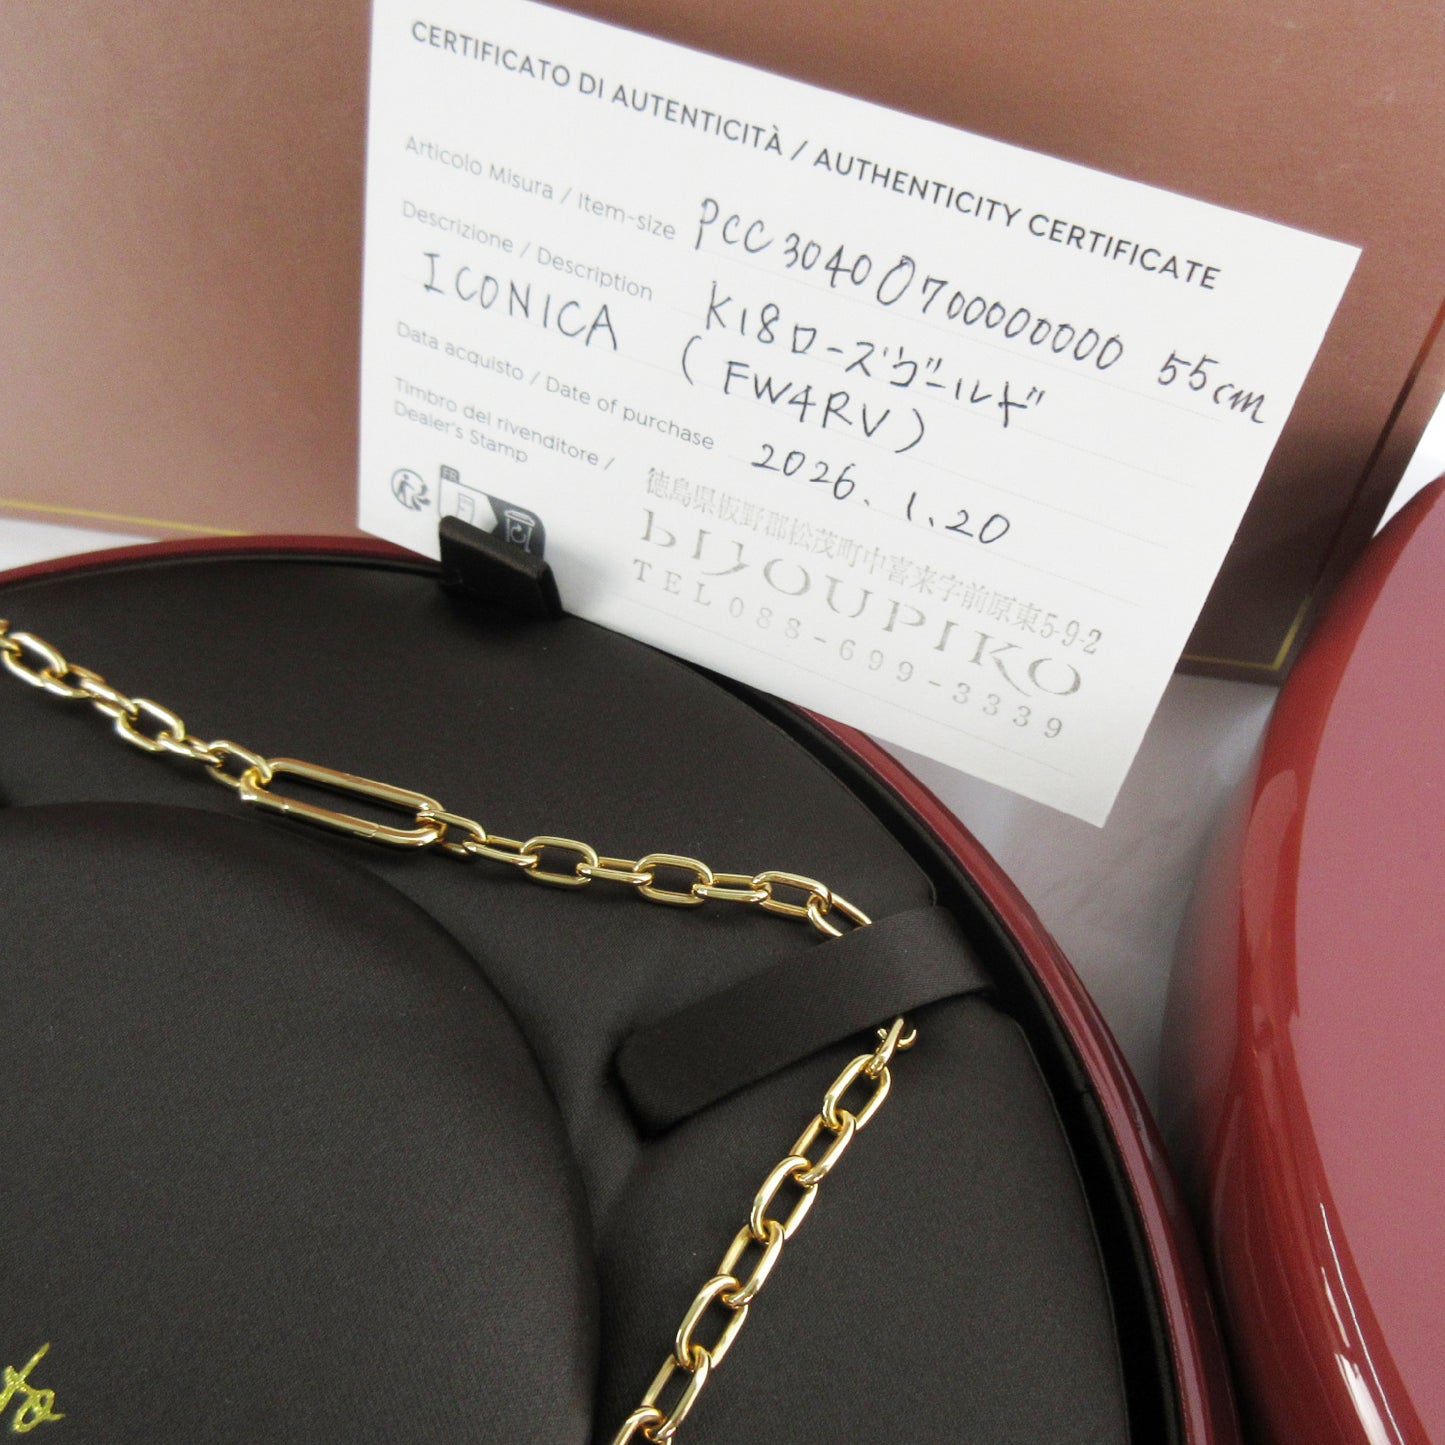 CERTIFICATO DI AUTENTICITÀ / AUTHENTICITY CERTIFICATE
Articolo Misura / Item-size PCC3040070000000 55cm
Descrizione / Description K18ローズゴールド
ICONICA (FW4RV)
Data acquisto / Date of purchase 2026.1.20
Timbro del rivenditore /
Dealer's Stamp
FR
徳島県板野郡松茂町中喜来字前原東5-9-2
BIJOUPIKO
TEL088-699-3339